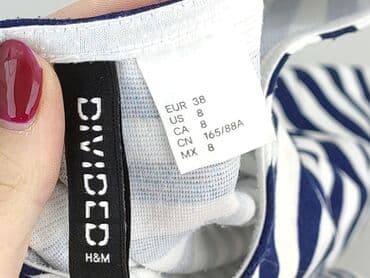 DIVIDED
H&M
EUR 38
US 8
CA 8
CN 165/88A
MX 8